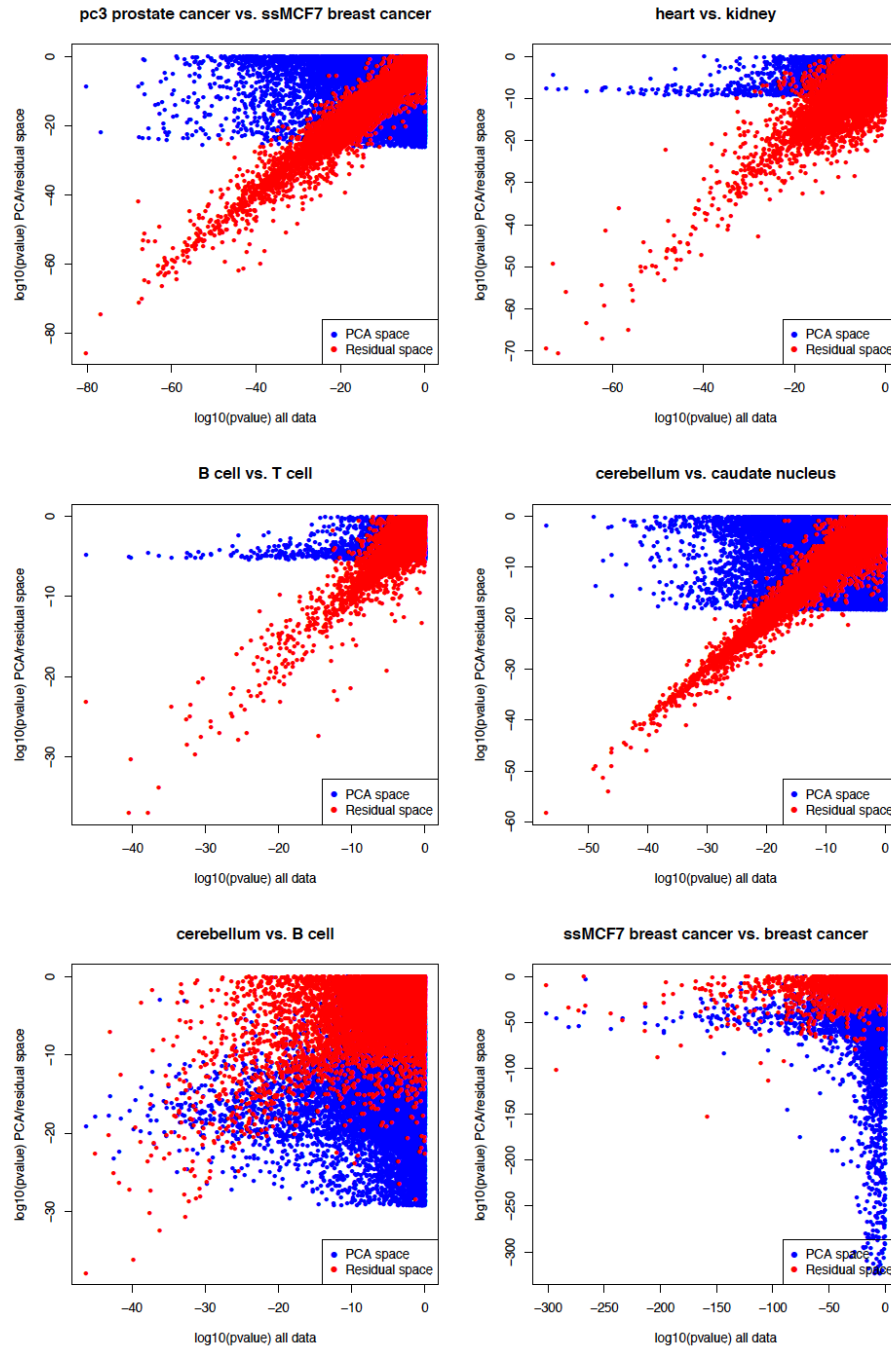 pc3 prostate cancer vs. ssMCF7 breast cancer
log10(pvalue) PCA/residual space
0
−20
−40
−60
−80
PCA space
Residual space
−80 −60 −40 −20 0
log10(pvalue) all data
heart vs. kidney
log10(pvalue) PCA/residual space
0
−10
−20
−30
−40
−50
−60
−70
PCA space
Residual space
−60 −40 −20 0
log10(pvalue) all data
B cell vs. T cell
log10(pvalue) PCA/residual space
0
−10
−20
−30
PCA space
Residual space
−40 −30 −20 −10 0
log10(pvalue) all data
cerebellum vs. caudate nucleus
log10(pvalue) PCA/residual space
0
−10
−20
−30
−40
−50
−60
PCA space
Residual space
−50 −40 −30 −20 −10 0
log10(pvalue) all data
cerebellum vs. B cell
log10(pvalue) PCA/residual space
0
−10
−20
−30
PCA space
Residual space
−40 −30 −20 −10 0
log10(pvalue) all data
ssMCF7 breast cancer vs. breast cancer
log10(pvalue) PCA/residual space
0
−50
−100
−150
−200
−250
−300
PCA space
Residual space
−300 −250 −200 −150 −100 −50 0
log10(pvalue) all data